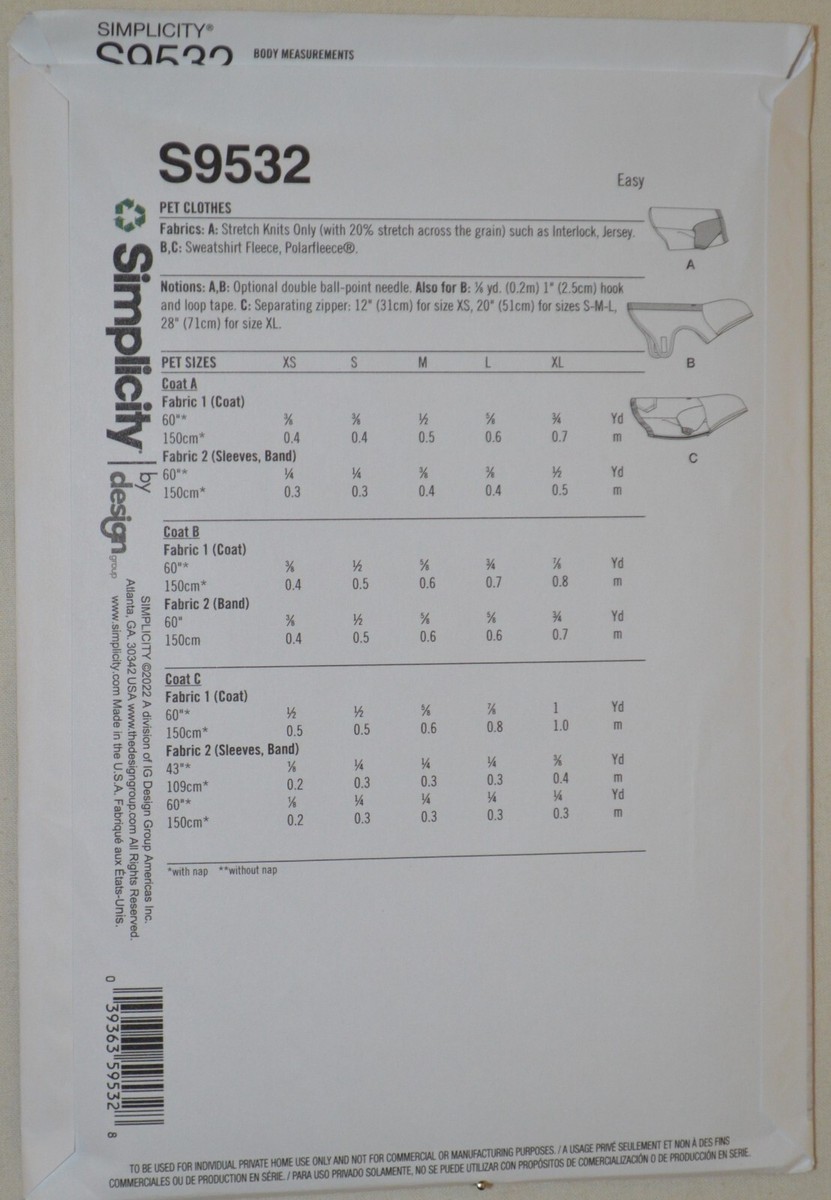 SIMPLICITY®
S9532 BODY MEASUREMENTS
S9532
Easy
PET CLOTHES
Fabrics: A: Stretch Knits Only (with 20% stretch across the grain) such as Interlock, Jersey.
B,C: Sweatshirt Fleece, Polarfleece®.
Notions: A,B: Optional double ball-point needle. Also for B: ⅛ yd. (0.2m) 1" (2.5cm) hook
and loop tape. C: Separating zipper: 12" (31cm) for size XS, 20" (51cm) for sizes S-M-L,
28" (71cm) for size XL.
A
B
C
PET SIZES XS S M L XL
Coat A
Fabric 1 (Coat)
60"* ⅜ ⅜ ½ ⅝ ¾ Yd
150cm* 0.4 0.4 0.5 0.6 0.7 m
Fabric 2 (Sleeves, Band)
60"* ¼ ¼ ⅜ ⅜ ½ Yd
150cm* 0.3 0.3 0.4 0.4 0.5 m
Coat B
Fabric 1 (Coat)
60"* ⅜ ½ ⅝ ¾ ⅞ Yd
150cm* 0.4 0.5 0.6 0.7 0.8 m
Fabric 2 (Band)
60" ⅜ ½ ⅝ ⅝ ¾ Yd
150cm 0.4 0.5 0.6 0.6 0.7 m
Coat C
Fabric 1 (Coat)
60"* ½ ½ ⅝ ⅞ 1 Yd
150cm* 0.5 0.5 0.6 0.8 1.0 m
Fabric 2 (Sleeves, Band)
43"* ⅛ ¼ ¼ ¼ ⅜ Yd
109cm* 0.2 0.3 0.3 0.3 0.4 m
60"* ⅛ ¼ ¼ ¼ ¼ Yd
150cm* 0.2 0.3 0.3 0.3 0.3 m
*with nap **without nap
Simplicity® | by design group
SIMPLICITY ©2022 A division of IG Design Group Americas Inc.
Atlanta, GA. 30342 USA www.thedesigngroup.com All Rights Reserved.
www.simplicity.com Made in the U.S.A. Fabriqué aux États-Unis.
0 39363 59532 8
TO BE USED FOR INDIVIDUAL PRIVATE HOME USE ONLY AND NOT FOR COMMERCIAL OR MANUFACTURING PURPOSES. / A USAGE PRIVÉ SEULEMENT ET NON À DES FINS
COMMERCIALES OU DE PRODUCTION EN SÉRIE. / PARA USO PRIVADO SOLAMENTE, NO SE PUEDE UTILIZAR CON PROPÓSITOS DE COMERCIALIZACIÓN O DE PRODUCCIÓN EN SERIE.